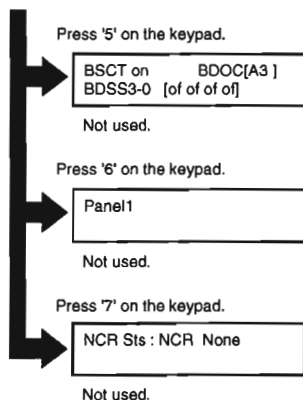 Press '5' on the keypad.
BSCT on BDOC[A3 ]
BDSS3-0 [of of of of]
Not used.
Press '6' on the keypad.
Panel1
Not used.
Press '7' on the keypad.
NCR Sts : NCR None
Not used.